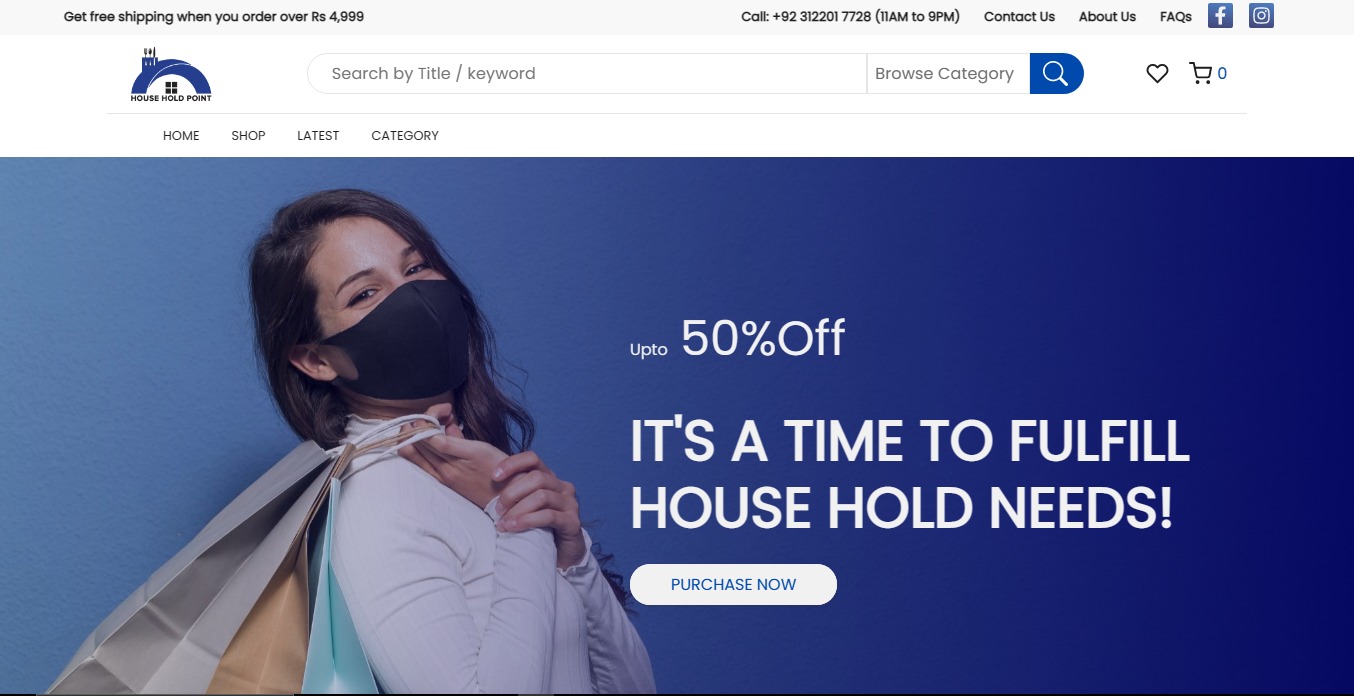 Get free shipping when you order over Rs 4,999
Call: +92 312201 7728 (11AM to 9PM) Contact Us About Us FAQs
HOUSE HOLD POINT
Search by Title / keyword
Browse Category
0
HOME SHOP LATEST CATEGORY
Upto 50%Off
IT'S A TIME TO FULFILL
HOUSE HOLD NEEDS!
PURCHASE NOW